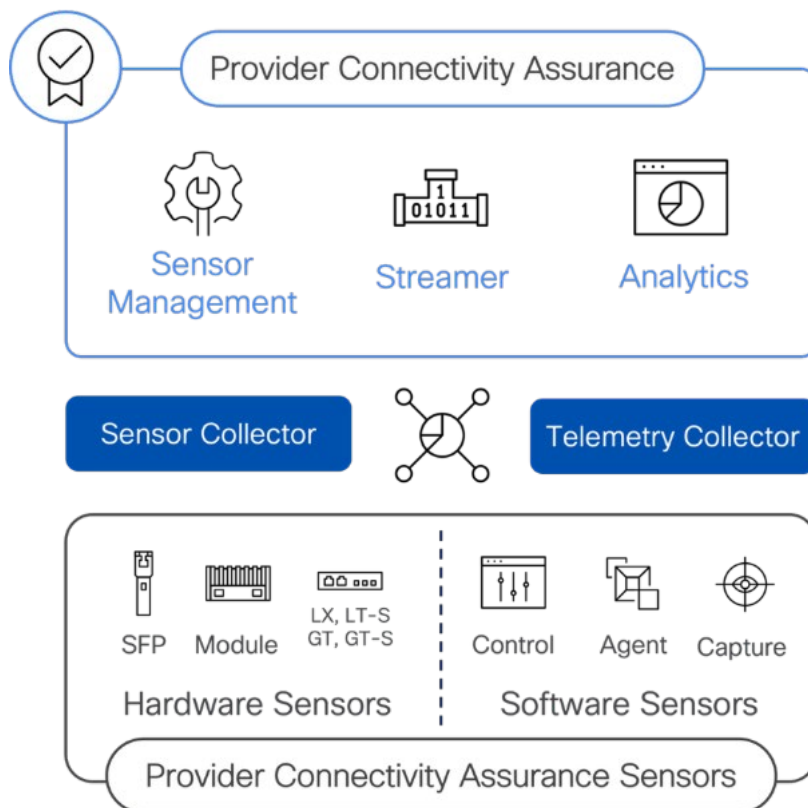 Provider Connectivity Assurance
1
01011
Sensor
Management
Streamer
Analytics
Sensor Collector
Telemetry Collector
SFP
Module
LX, LT-S
GT, GT-S
Control
Agent
Capture
Hardware Sensors
Software Sensors
Provider Connectivity Assurance Sensors